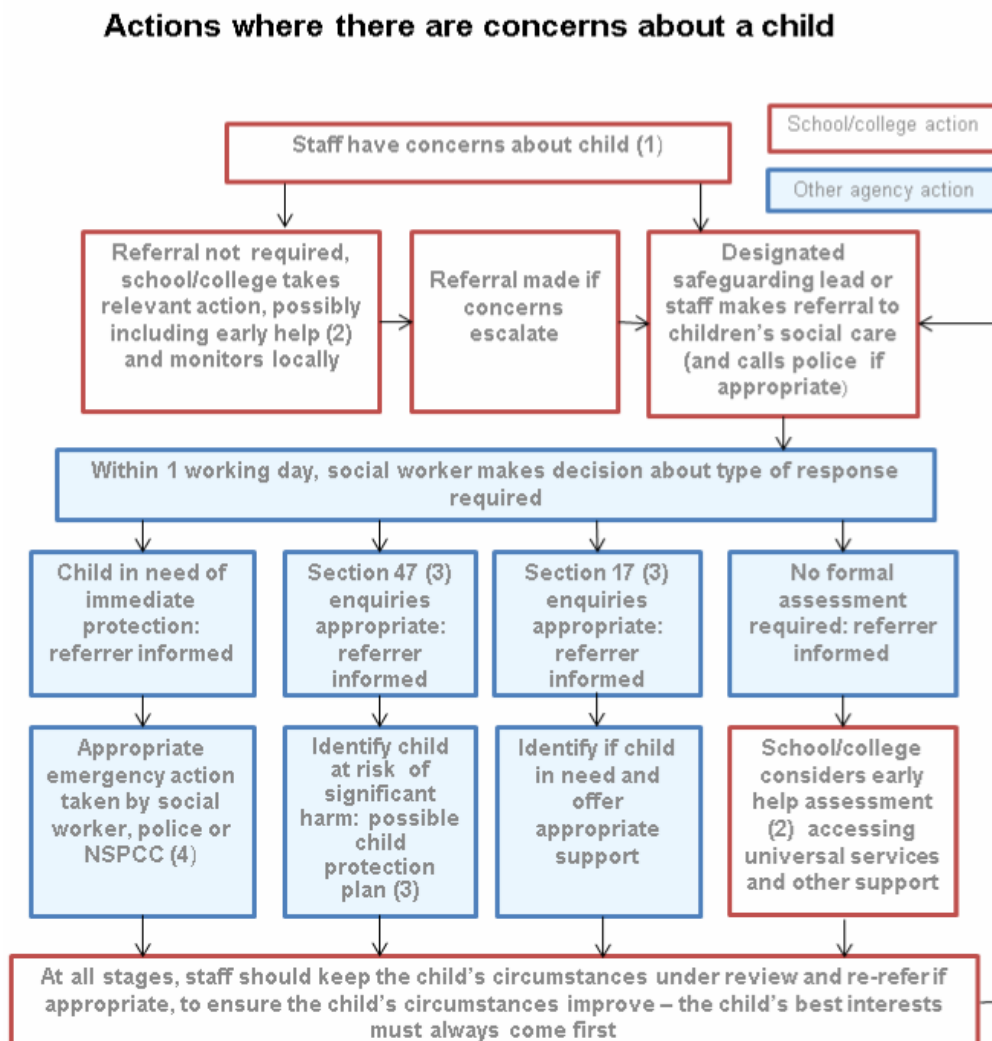 Actions where there are concerns about a child
School/college action
Staff have concerns about child (1)
Other agency action
Referral not required,
school/college takes
relevant action, possibly
including early help (2)
and monitors locally
Referral made if
concerns
escalate
Designated
safeguarding lead or
staff makes referral to
children's social care
(and calls police if
appropriate)
Within 1 working day, social worker makes decision about type of response
required
Child in need of
immediate
protection:
referrer informed
Section 47 (3)
enquiries
appropriate:
referrer
informed
Section 17 (3)
enquiries
appropriate:
referrer
informed
No formal
assessment
required: referrer
informed
Appropriate
emergency action
taken by social
worker, police or
NSPCC (4)
Identify child
at risk of
significant
harm: possible
child
protection
plan (3)
Identify if child
in need and
offer
appropriate
support
School/college
considers early
help assessment
(2) accessing
universal services
and other support
At all stages, staff should keep the child's circumstances under review and re-refer if
appropriate, to ensure the child's circumstances improve – the child's best interests
must always come first